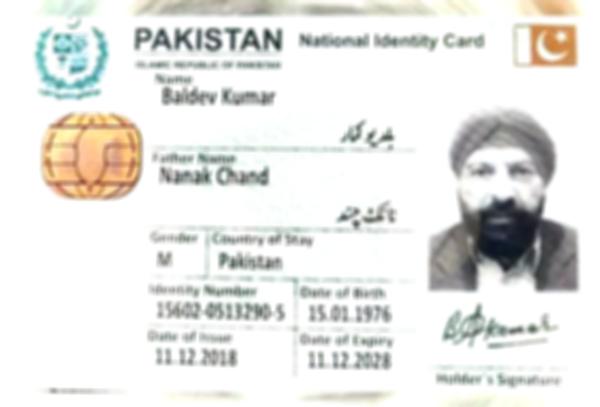 PAKISTAN National Identity Card
ISLAMIC REPUBLIC OF PAKISTAN
Name
Baldev Kumar
بلدیو کمار
Father Name
Nanak Chand
نانک چند
Gender Country of Stay
M Pakistan
Identity Number Date of Birth
15602-0513290-5 15.01.1976
Date of Issue Date of Expiry
11.12.2018 11.12.2028
Holder's Signature